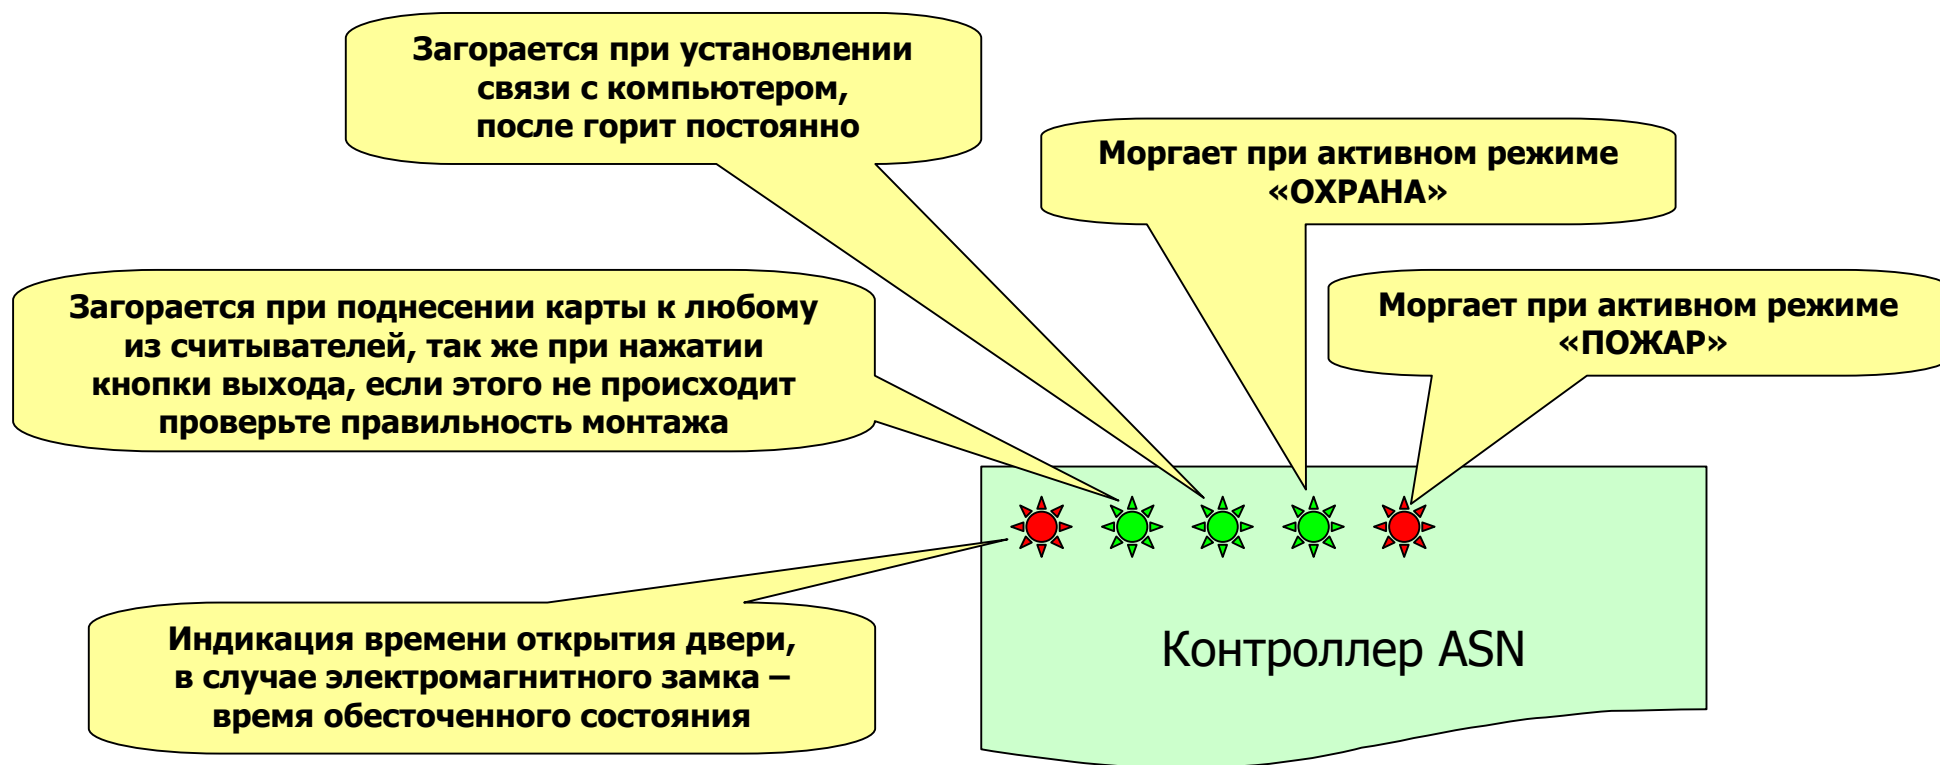 Загорается при установлении
связи с компьютером,
после горит постоянно
Моргает при активном режиме
«ОХРАНА»
Загорается при поднесении карты к любому
из считывателей, так же при нажатии
кнопки выхода, если этого не происходит
проверьте правильность монтажа
Моргает при активном режиме
«ПОЖАР»
Индикация времени открытия двери,
в случае электромагнитного замка –
время обесточенного состояния
Контроллер ASN